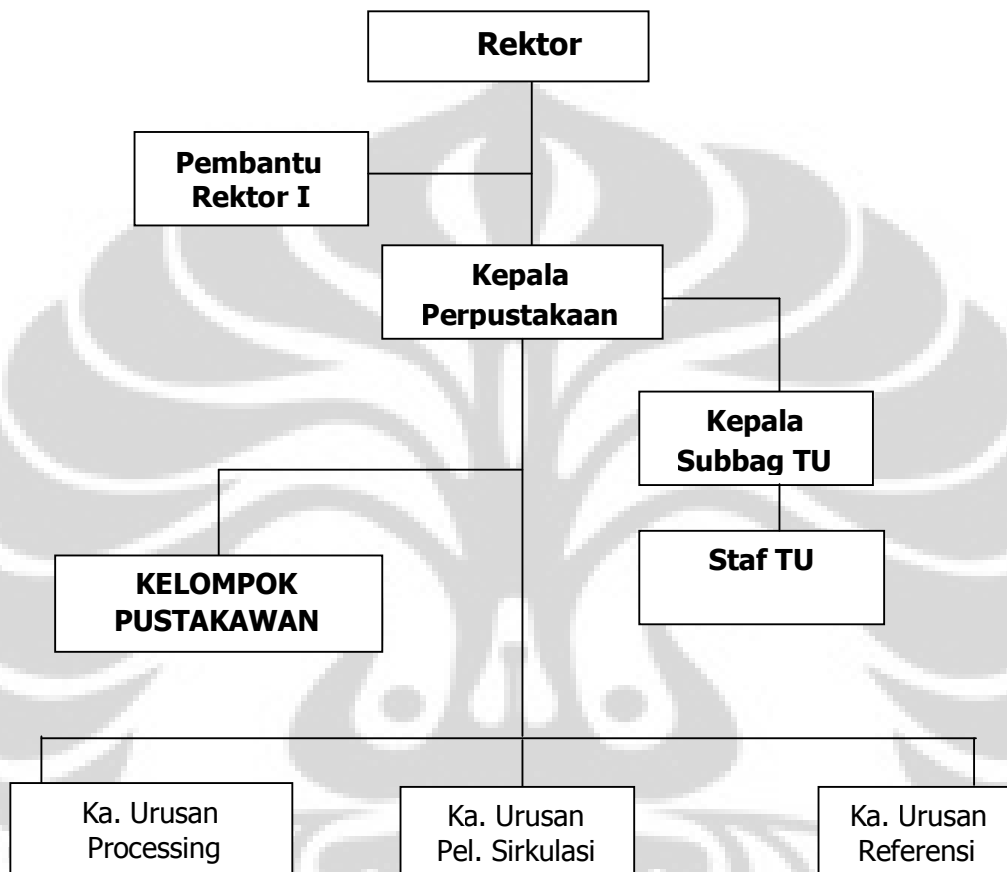 Rektor
Pembantu
Rektor I
Kepala
Perpustakaan
Kepala
Subbag TU
Staf TU
KELOMPOK
PUSTAKAWAN
Ka. Urusan
Processing
Ka. Urusan
Pel. Sirkulasi
Ka. Urusan
Referensi